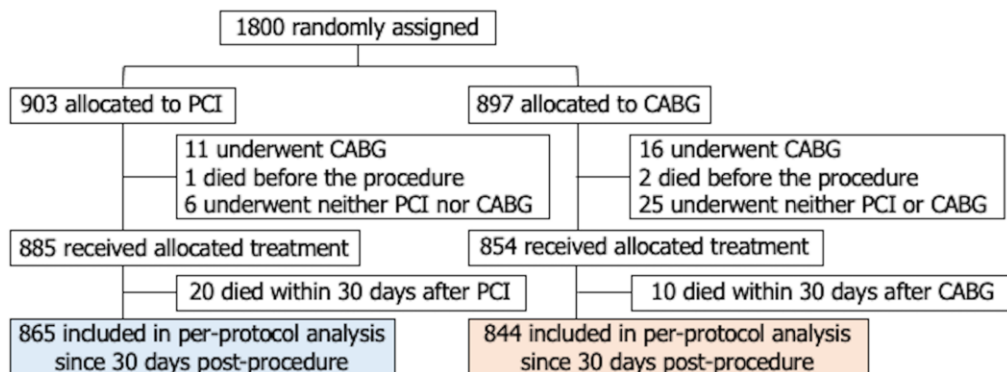 1800 randomly assigned
903 allocated to PCI
897 allocated to CABG
11 underwent CABG
1 died before the procedure
6 underwent neither PCI nor CABG
16 underwent CABG
2 died before the procedure
25 underwent neither PCI or CABG
885 received allocated treatment
854 received allocated treatment
20 died within 30 days after PCI
10 died within 30 days after CABG
865 included in per-protocol analysis
since 30 days post-procedure
844 included in per-protocol analysis
since 30 days post-procedure